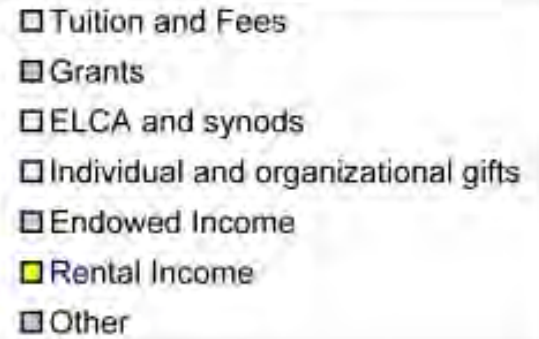 Tuition and Fees
Grants
ELCA and synods
Individual and organizational gifts
Endowed Income
Rental Income
Other